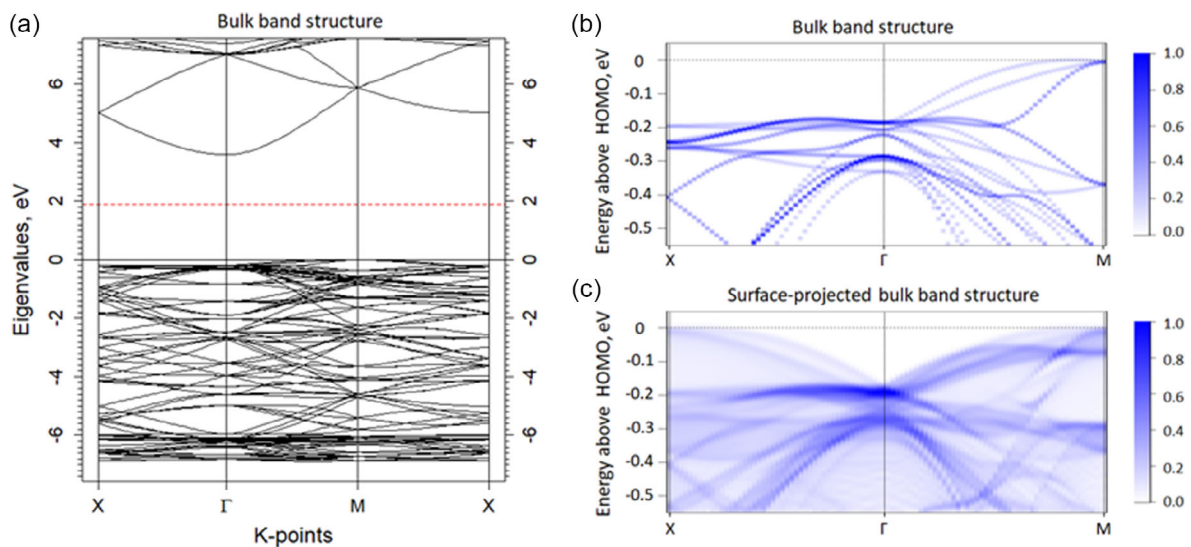 (a)
Bulk band structure
Eigenvalues, eV
6
4
2
0
-2
-4
-6
6
4
2
0
-2
-4
-6
X
Γ
M
X
K-points
(b)
Bulk band structure
Energy above HOMO, eV
0
-0.1
-0.2
-0.3
-0.4
-0.5
X
Γ
M
1.0
0.8
0.6
0.4
0.2
0.0
(c)
Surface-projected bulk band structure
Energy above HOMO, eV
0
-0.1
-0.2
-0.3
-0.4
-0.5
X
Γ
M
1.0
0.8
0.6
0.4
0.2
0.0